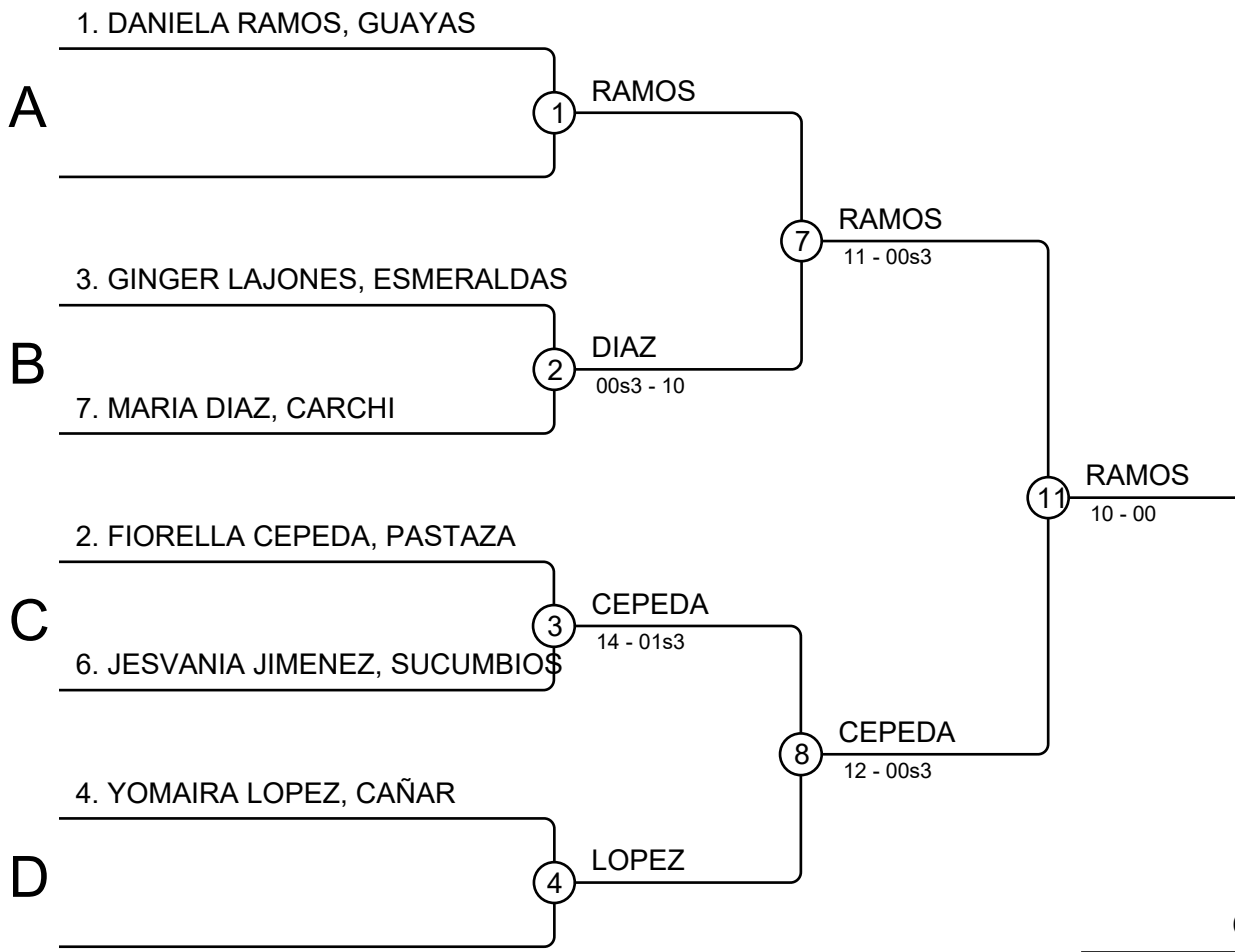 1. DANIELA RAMOS, GUAYAS
A
1
RAMOS
7
RAMOS
11 - 00s3
3. GINGER LAJONES, ESMERALDAS
B
2
DIAZ
00s3 - 10
7. MARIA DIAZ, CARCHI
11
RAMOS
10 - 00
2. FIORELLA CEPEDA, PASTAZA
C
3
CEPEDA
14 - 01s3
6. JESVANIA JIMENEZ, SUCUMBIOS
8
CEPEDA
12 - 00s3
4. YOMAIRA LOPEZ, CAÑAR
D
4
LOPEZ